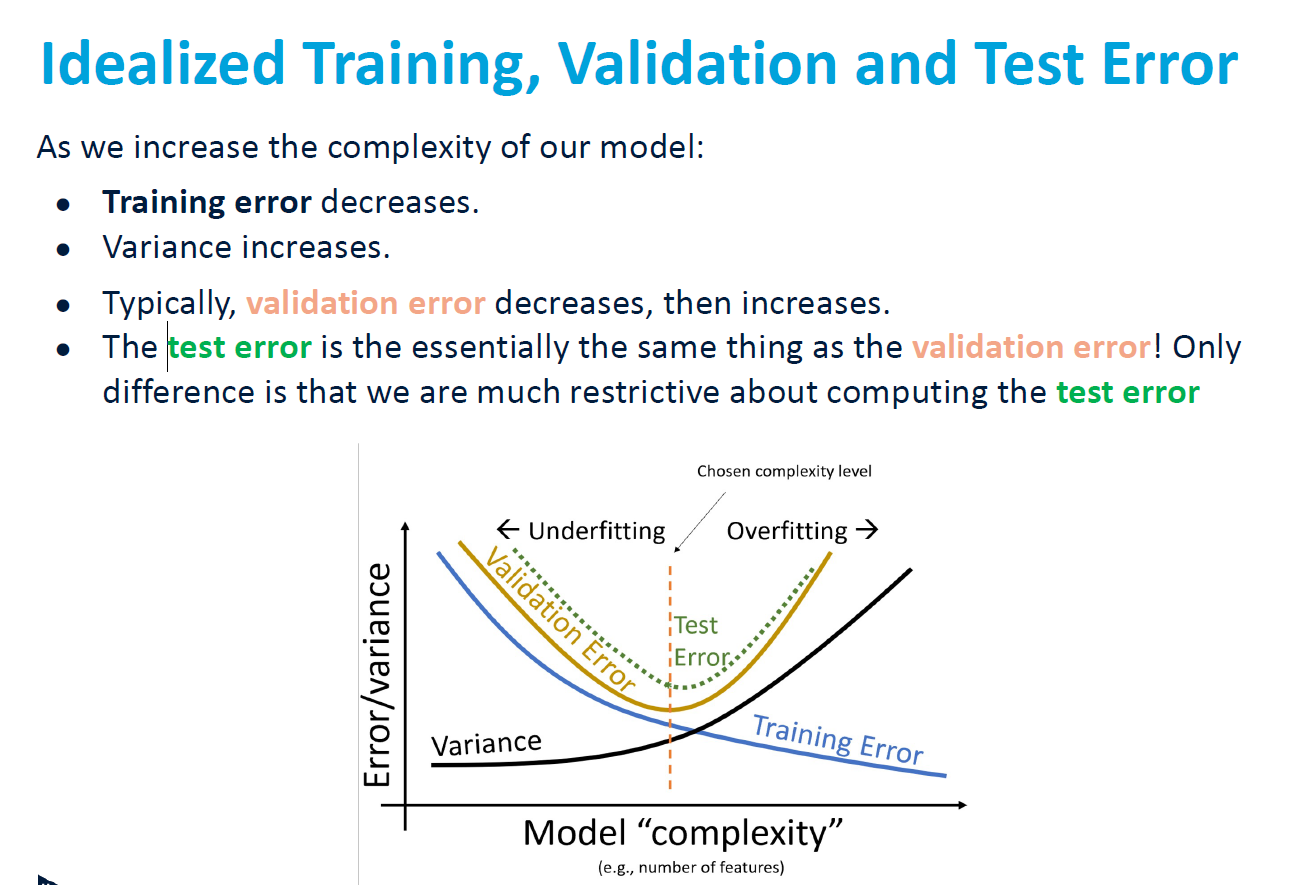 Idealized Training, Validation and Test Error
As we increase the complexity of our model:
● Training error decreases.
● Variance increases.
● Typically, validation error decreases, then increases.
● The test error is the essentially the same thing as the validation error! Only
difference is that we are much restrictive about computing the test error
Chosen complexity level
← Underfitting
Overfitting →
Validation Error
Test
Error
Variance
Training Error
Error/variance
Model “complexity”
(e.g., number of features)